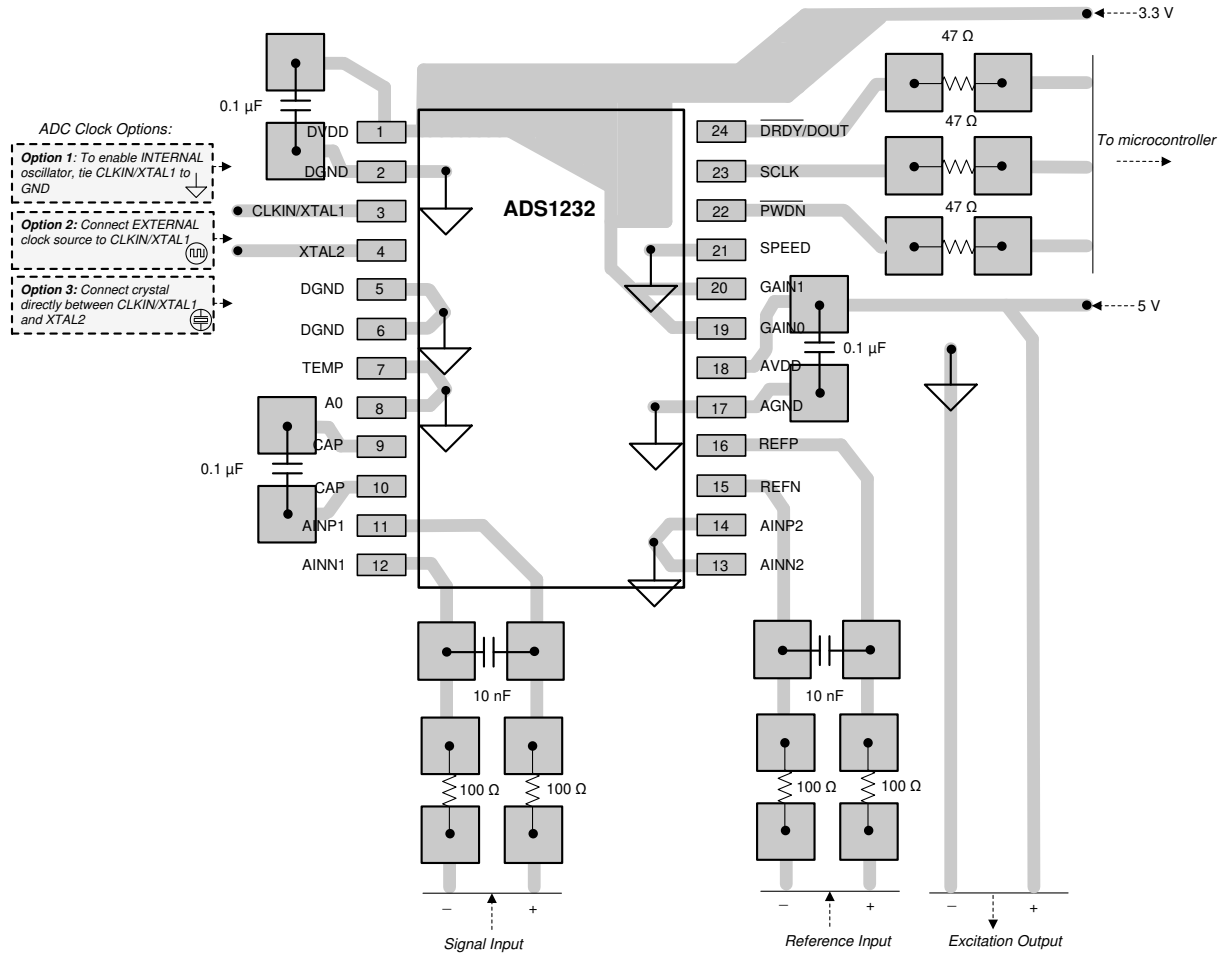 3.3 V
47 Ω
0.1 µF
ADC Clock Options:
Option 1: To enable INTERNAL
oscillator, tie CLKIN/XTAL1 to
GND
Option 2: Connect EXTERNAL
clock source to CLKIN/XTAL1
Option 3: Connect crystal
directly between CLKIN/XTAL1
and XTAL2
DVDD 1
DGND 2
CLKIN/XTAL1 3
XTAL2 4
DGND 5
DGND 6
TEMP 7
A0 8
CAP 9
0.1 µF
CAP 10
AINP1 11
AINN1 12
ADS1232
24 DRDY/DOUT
47 Ω
To microcontroller
23 SCLK
47 Ω
22 PWDN
21 SPEED
20 GAIN1
5 V
19 GAIN0
0.1 µF
18 AVDD
17 AGND
16 REFP
15 REFN
14 AINP2
13 AINN2
10 nF
10 nF
100 Ω
100 Ω
100 Ω
100 Ω
– +
– +
– +
Signal Input
Reference Input
Excitation Output